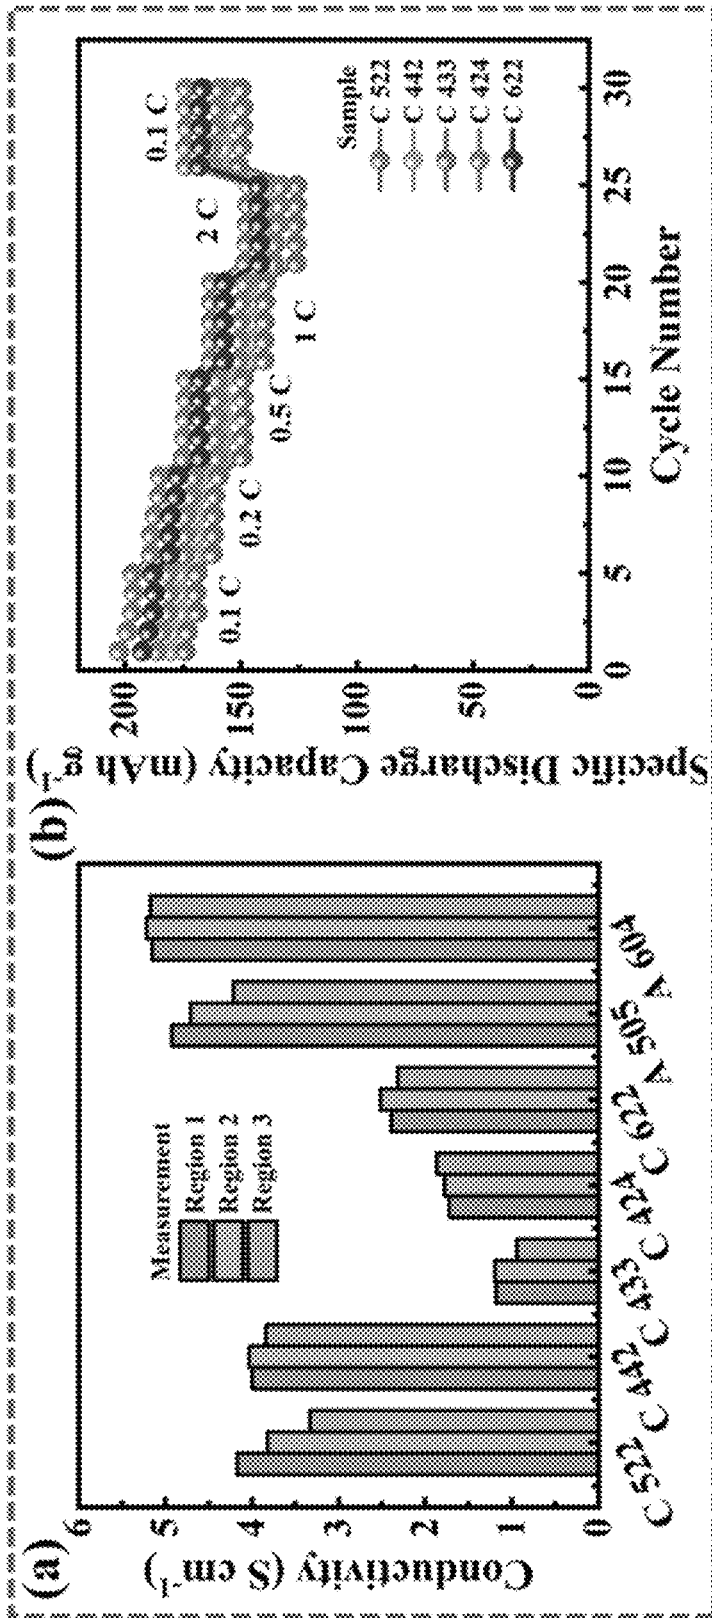 (a)
Conductivity (S cm⁻¹)
6
5
4
3
2
1
0
Measurement
Region 1
Region 2
Region 3
C 522
C 442
C 433
C 424
C 622
A 505
A 604
(b)
Specific Discharge Capacity (mAh g⁻¹)
200
150
100
50
0
0.1 C
0.2 C
0.5 C
1 C
2 C
0.1 C
Sample
C 522
C 442
C 433
C 424
C 622
0
5
10
15
20
25
30
Cycle Number